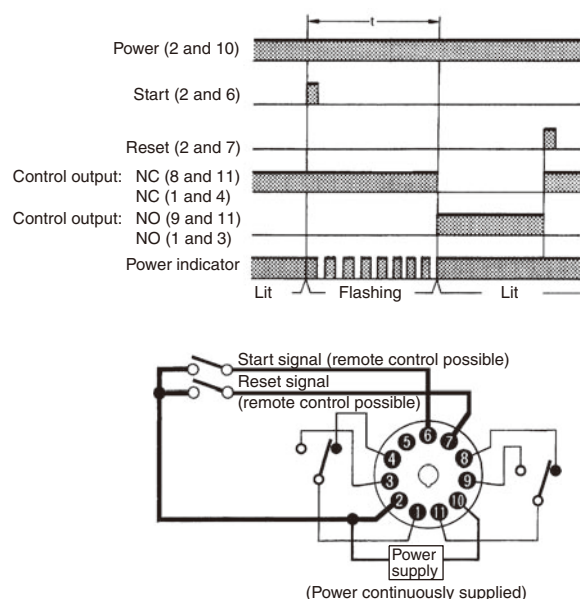 t
Power (2 and 10)
Start (2 and 6)
Reset (2 and 7)
Control output: NC (8 and 11)
NC (1 and 4)
Control output: NO (9 and 11)
NO (1 and 3)
Power indicator
Lit Flashing Lit
Start signal (remote control possible)
Reset signal
(remote control possible)
6
5 7
4 8
3 9
2 10
1 11
Power
supply
(Power continuously supplied)